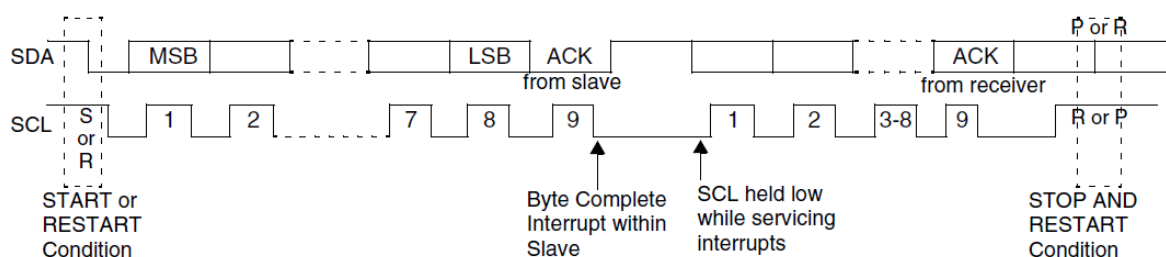 P or R
SDA MSB LSB ACK ACK
from slave from receiver
SCL S or R 1 2 7 8 9 1 2 3-8 9 R or P
START or
RESTART
Condition
Byte Complete
Interrupt within
Slave
SCL held low
while servicing
interrupts
STOP AND
RESTART
Condition